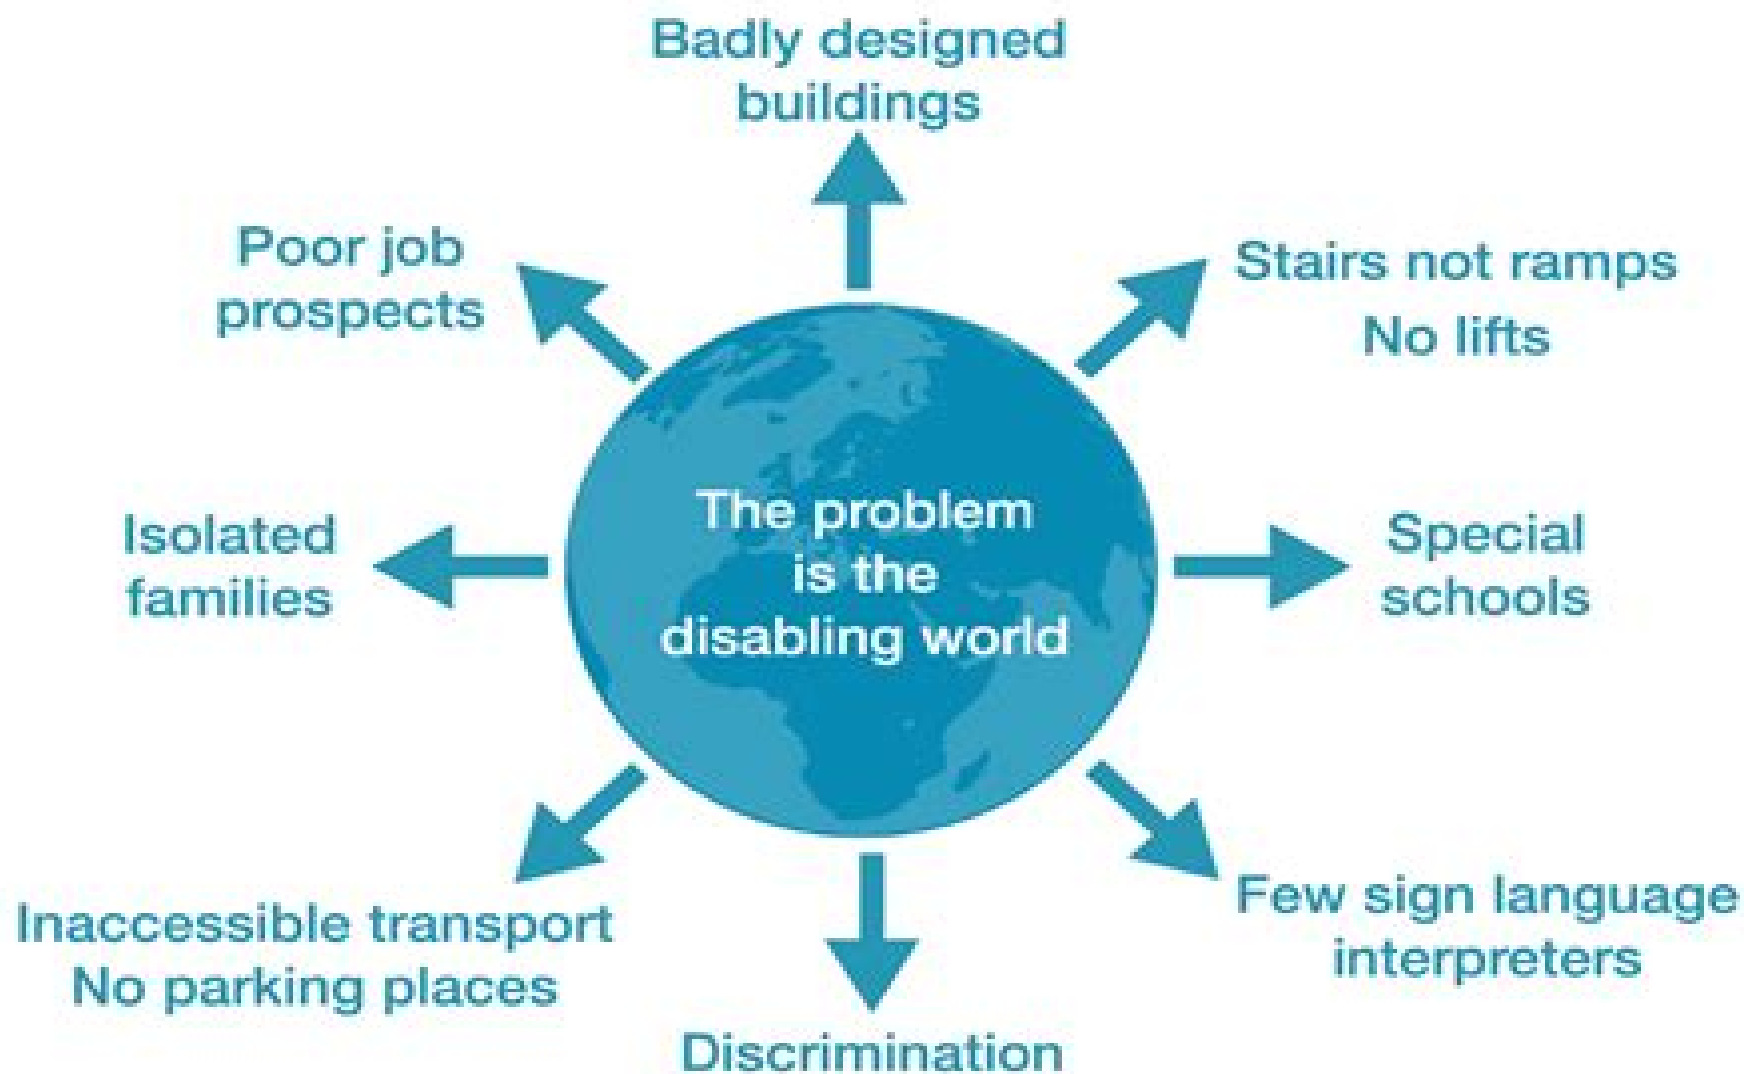 Badly designed
buildings
Poor job
prospects
Stairs not ramps
No lifts
Isolated
families
The problem
is the
disabling world
Special
schools
Inaccessible transport
No parking places
Few sign language
interpreters
Discrimination